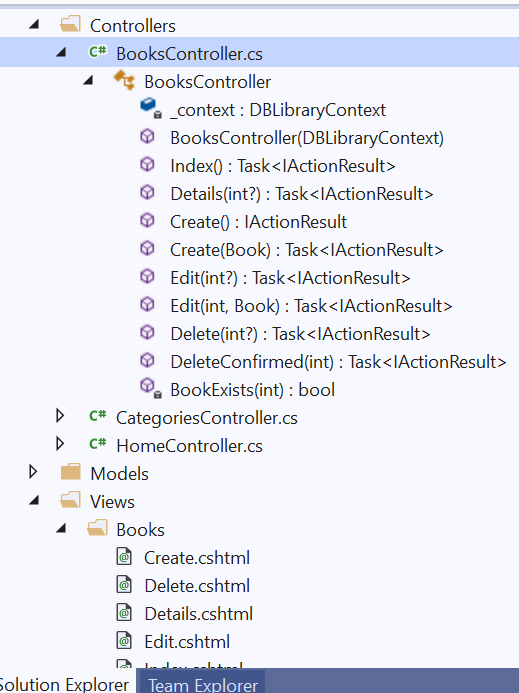 Controllers
C# BooksController.cs
BooksController
_context : DBLibraryContext
BooksController(DBLibraryContext)
Index() : Task<IActionResult>
Details(int?) : Task<IActionResult>
Create() : IActionResult
Create(Book) : Task<IActionResult>
Edit(int?) : Task<IActionResult>
Edit(int, Book) : Task<IActionResult>
Delete(int?) : Task<IActionResult>
DeleteConfirmed(int) : Task<IActionResult>
BookExists(int) : bool
C# CategoriesController.cs
C# HomeController.cs
Models
Views
Books
Create.cshtml
Delete.cshtml
Details.cshtml
Edit.cshtml
Index.cshtml
Solution Explorer Team Explorer